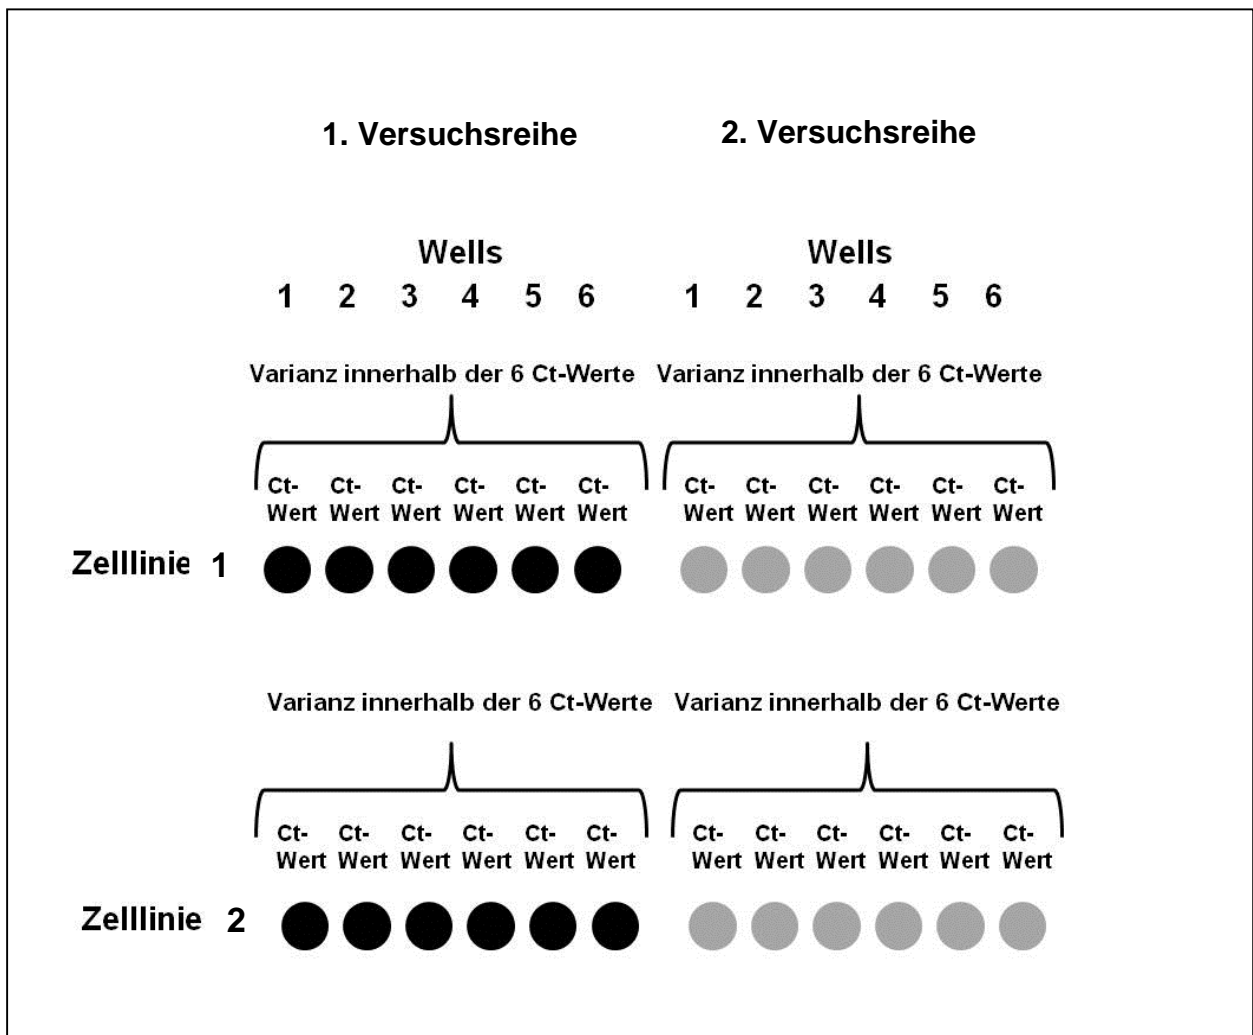 1. Versuchsreihe 2. Versuchsreihe
Wells Wells
1 2 3 4 5 6 1 2 3 4 5 6
Varianz innerhalb der 6 Ct-Werte Varianz innerhalb der 6 Ct-Werte
Ct- Ct- Ct- Ct- Ct- Ct- Ct- Ct- Ct- Ct- Ct- Ct-
Wert Wert Wert Wert Wert Wert Wert Wert Wert Wert Wert Wert
Zelllinie 1
Varianz innerhalb der 6 Ct-Werte Varianz innerhalb der 6 Ct-Werte
Ct- Ct- Ct- Ct- Ct- Ct- Ct- Ct- Ct- Ct- Ct- Ct-
Wert Wert Wert Wert Wert Wert Wert Wert Wert Wert Wert Wert
Zelllinie 2